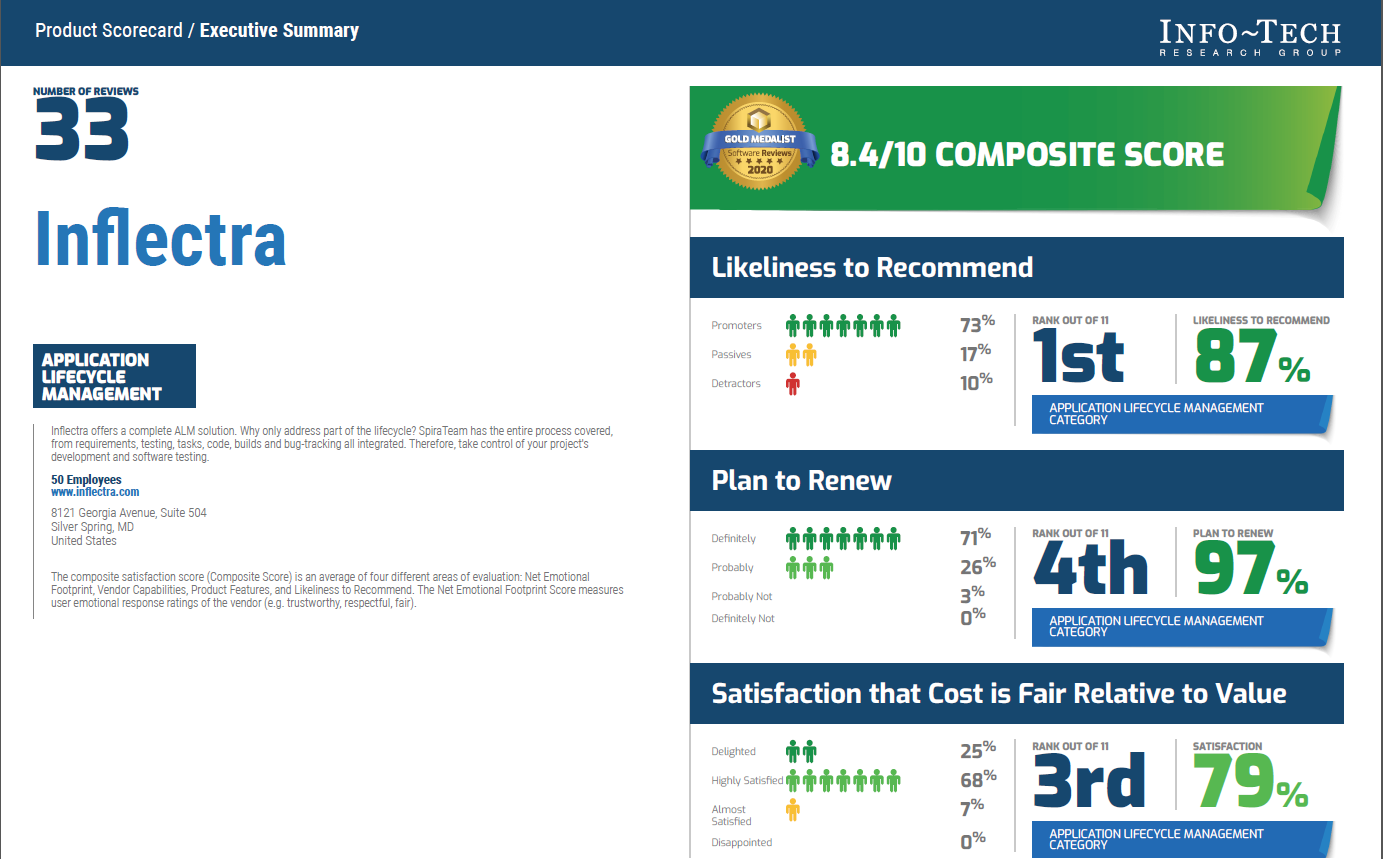 Product Scorecard / Executive Summary
INFO~TECH
RESEARCH GROUP
NUMBER OF REVIEWS
33
Inflectra
APPLICATION
LIFECYCLE
MANAGEMENT
Inflectra offers a complete ALM solution. Why only address part of the lifecycle? SpiraTeam has the entire process covered,
from requirements, testing, tasks, code, builds and bug-tracking all integrated. Therefore, take control of your project's
development and software testing.
50 Employees
www.inflectra.com
8121 Georgia Avenue, Suite 504
Silver Spring, MD
United States
The composite satisfaction score (Composite Score) is an average of four different areas of evaluation: Net Emotional
Footprint, Vendor Capabilities, Product Features, and Likeliness to Recommend. The Net Emotional Footprint Score measures
user emotional response ratings of the vendor (e.g. trustworthy, respectful, fair).
GOLD MEDALIST
Software Reviews
2020
8.4/10 COMPOSITE SCORE
Likeliness to Recommend
Promoters 73%
Passives 17%
Detractors 10%
RANK OUT OF 11
1st
LIKELINESS TO RECOMMEND
87%
APPLICATION LIFECYCLE MANAGEMENT
CATEGORY
Plan to Renew
Definitely 71%
Probably 26%
Probably Not 3%
Definitely Not 0%
RANK OUT OF 11
4th
PLAN TO RENEW
97%
APPLICATION LIFECYCLE MANAGEMENT
CATEGORY
Satisfaction that Cost is Fair Relative to Value
Delighted 25%
Highly Satisfied 68%
Almost
Satisfied 7%
Disappointed 0%
RANK OUT OF 11
3rd
SATISFACTION
79%
APPLICATION LIFECYCLE MANAGEMENT
CATEGORY